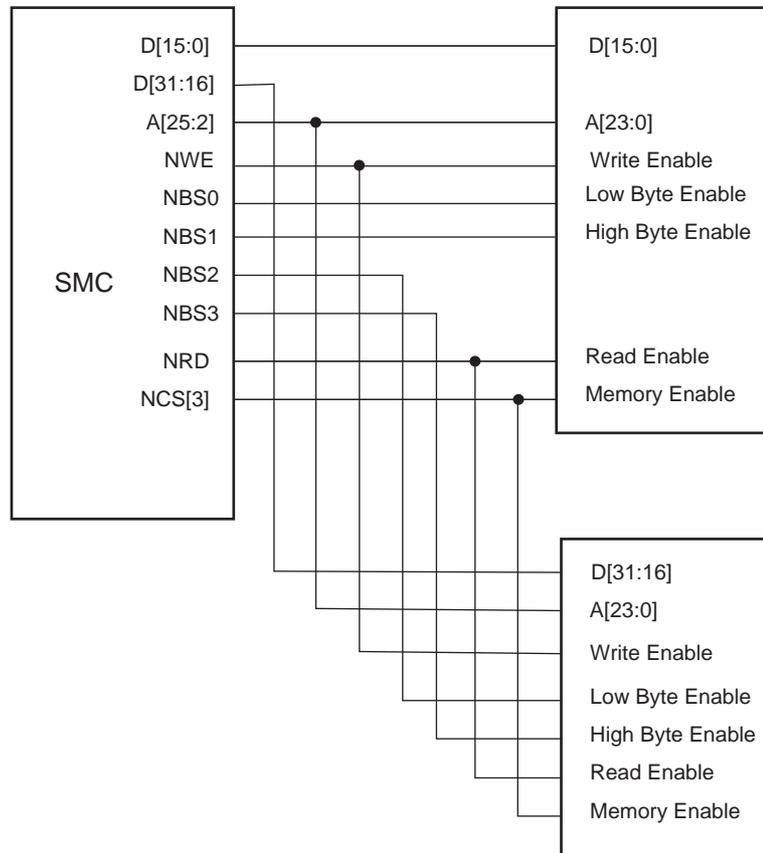 SMC
D[15:0]
D[31:16]
A[25:2]
NWE
NBS0
NBS1
NBS2
NBS3
NRD
NCS[3]
D[15:0]
A[23:0]
Write Enable
Low Byte Enable
High Byte Enable
Read Enable
Memory Enable
D[31:16]
A[23:0]
Write Enable
Low Byte Enable
High Byte Enable
Read Enable
Memory Enable